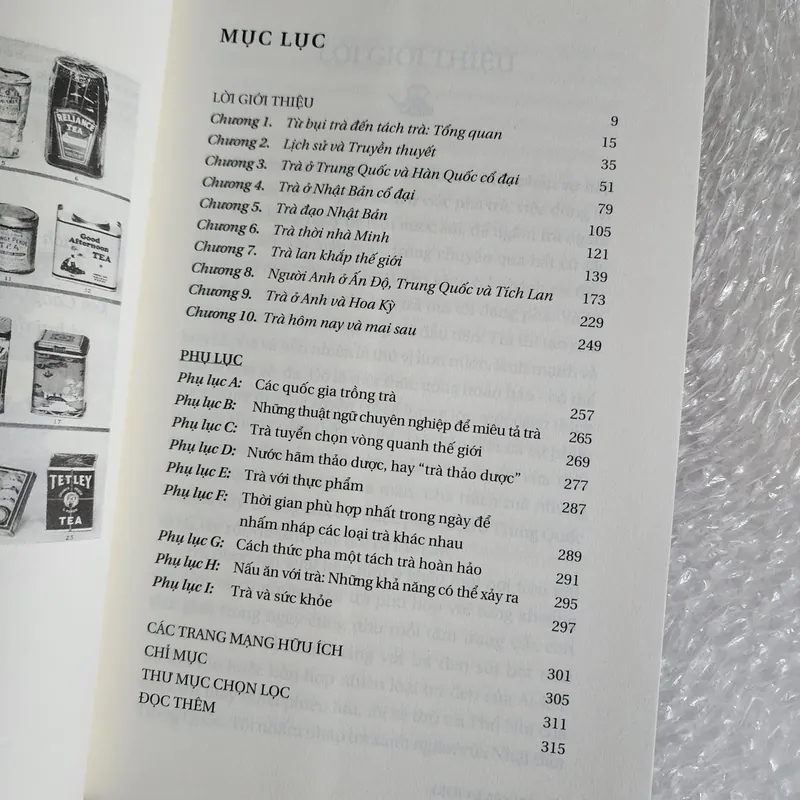 RELIANCE
TEA
5
6
Good
Afternoon
TEA
11
17
TETLEY
TEA
MỤC LỤC
LỜI GIỚI THIỆU 9
Chương 1. Từ bụi trà đến tách trà: Tổng quan 15
Chương 2. Lịch sử và Truyền thuyết 35
Chương 3. Trà ở Trung Quốc và Hàn Quốc cổ đại 51
Chương 4. Trà ở Nhật Bản cổ đại 79
Chương 5. Trà đạo Nhật Bản 105
Chương 6. Trà thời nhà Minh 121
Chương 7. Trà lan khắp thế giới 139
Chương 8. Người Anh ở Ấn Độ, Trung Quốc và Tích Lan 173
Chương 9. Trà ở Anh và Hoa Kỳ 229
Chương 10. Trà hôm nay và mai sau 249
PHỤ LỤC
Phụ lục A: Các quốc gia trồng trà 257
Phụ lục B: Những thuật ngữ chuyên nghiệp để miêu tả trà 265
Phụ lục C: Trà tuyển chọn vòng quanh thế giới 269
Phụ lục D: Nước hãm thảo dược, hay “trà thảo dược” 277
Phụ lục E: Trà với thực phẩm 287
Phụ lục F: Thời gian phù hợp nhất trong ngày để
nhấm nháp các loại trà khác nhau 289
Phụ lục G: Cách thức pha một tách trà hoàn hảo 291
Phụ lục H: Nấu ăn với trà: Những khả năng có thể xảy ra 295
Phụ lục I: Trà và sức khỏe 297
CÁC TRANG MẠNG HỮU ÍCH 301
CHỈ MỤC 305
THƯ MỤC CHỌN LỌC 311
ĐỌC THÊM 315